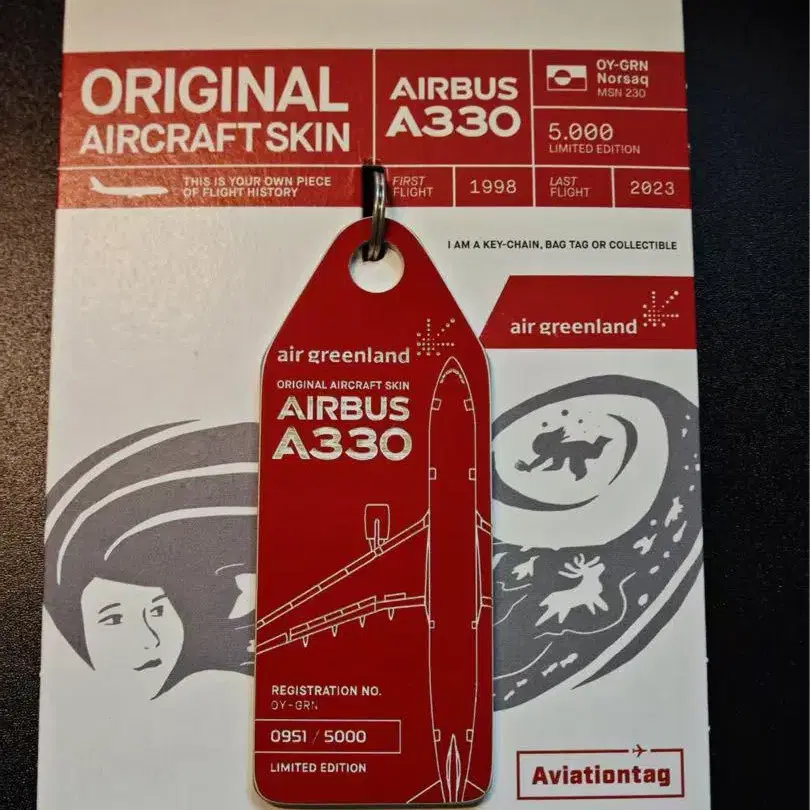 ORIGINAL
AIRCRAFT SKIN
AIRBUS
A330
OY-GRN
Norsaq
MSN 230
5.000
LIMITED EDITION
THIS IS YOUR OWN PIECE
OF FLIGHT HISTORY
FIRST
FLIGHT
1998
LAST
FLIGHT
2023
I AM A KEY-CHAIN, BAG TAG OR COLLECTIBLE
air greenland
air greenland
ORIGINAL AIRCRAFT SKIN
AIRBUS
A330
REGISTRATION NO.
OY-GRN
0951 / 5000
LIMITED EDITION
Aviationtag